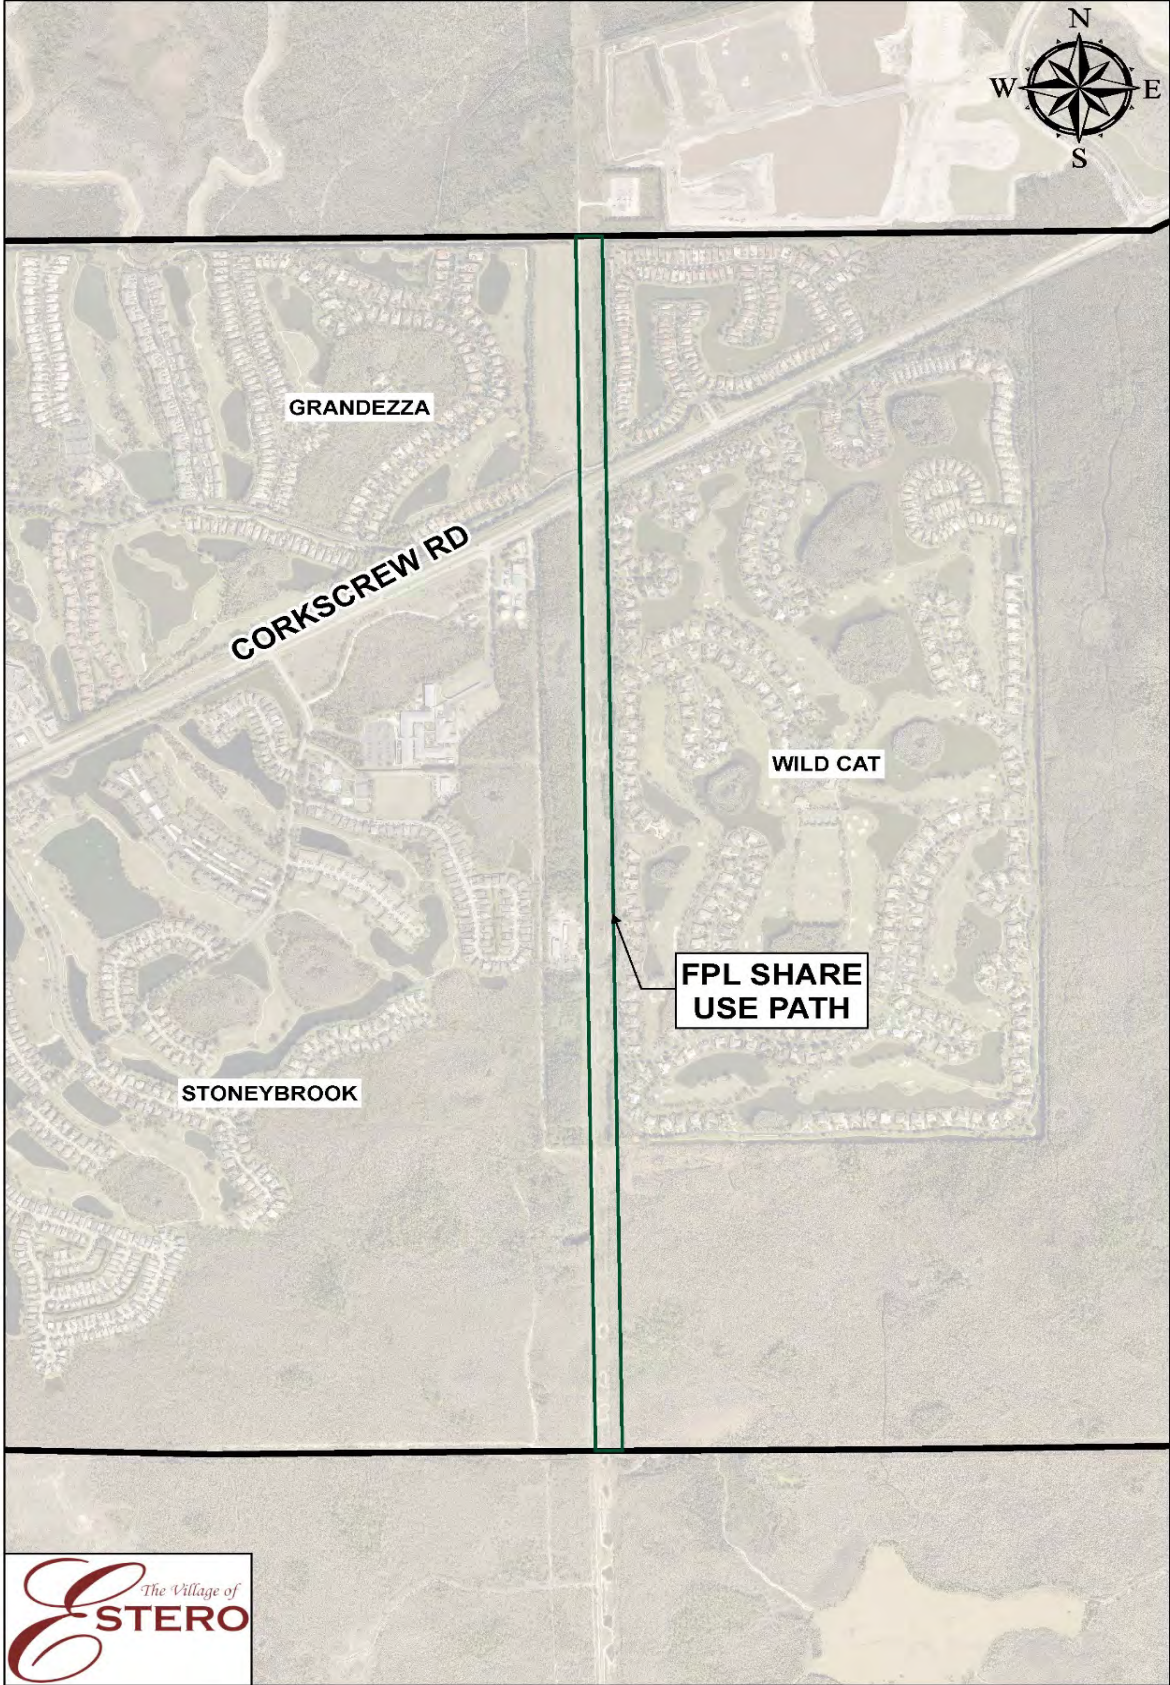 N
W E
S
GRANDEZZA
CORKSCREW RD
WILD CAT
FPL SHARE
USE PATH
STONEYBROOK
The Village of
ESTERO